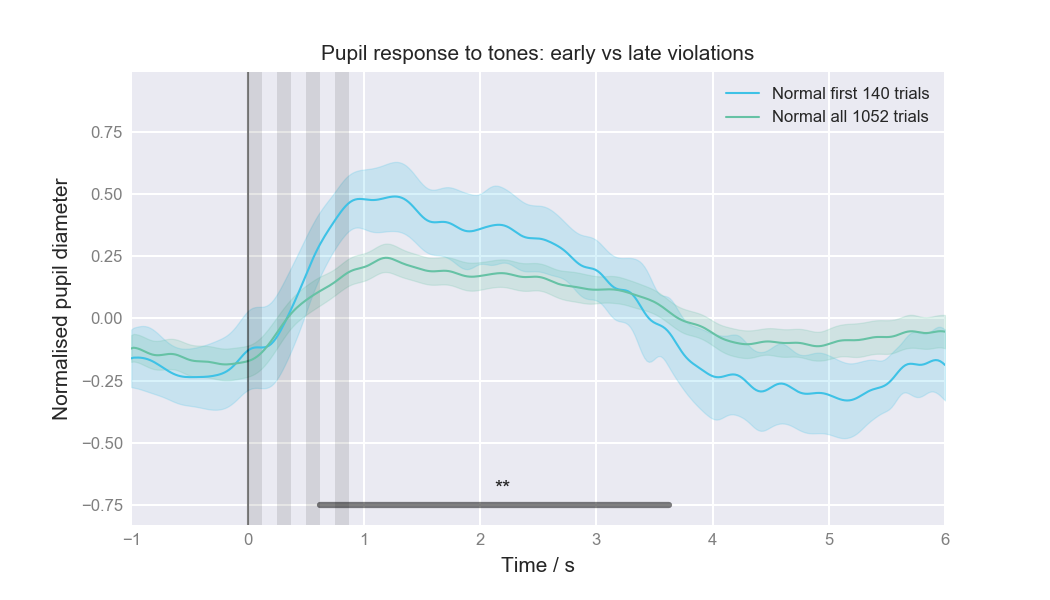 Pupil response to tones: early vs late violations
Normal first 140 trials
Normal all 1052 trials
Normalised pupil diameter
0.75
0.50
0.25
0.00
−0.25
−0.50
−0.75
**
−1 0 1 2 3 4 5 6
Time / s